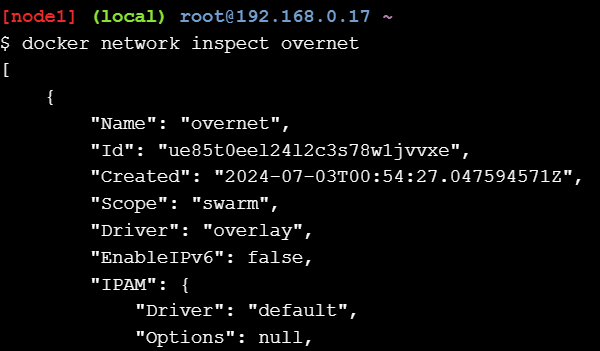 [node1] (local) root@192.168.0.17 ~
$ docker network inspect overnet
[
    {
        "Name": "overnet",
        "Id": "ue85t0eel24l2c3s78w1jvvxe",
        "Created": "2024-07-03T00:54:27.047594571Z",
        "Scope": "swarm",
        "Driver": "overlay",
        "EnableIPv6": false,
        "IPAM": {
            "Driver": "default",
            "Options": null,